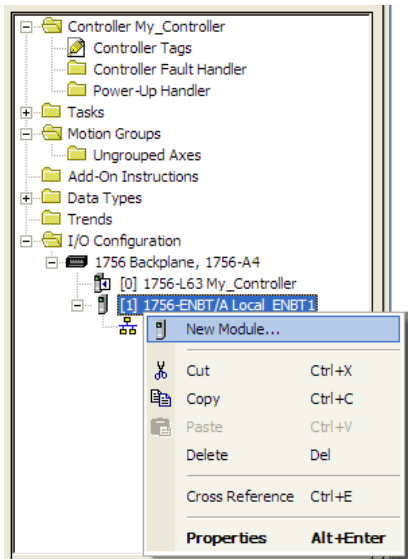 Controller My_Controller
Controller Tags
Controller Fault Handler
Power-Up Handler
Tasks
Motion Groups
Ungrouped Axes
Add-On Instructions
Data Types
Trends
I/O Configuration
1756 Backplane, 1756-A4
[0] 1756-L63 My_Controller
[1] 1756-ENBT/A Local_ENBT1
New Module...
Cut Ctrl+X
Copy Ctrl+C
Paste Ctrl+V
Delete Del
Cross Reference Ctrl+E
Properties Alt+Enter